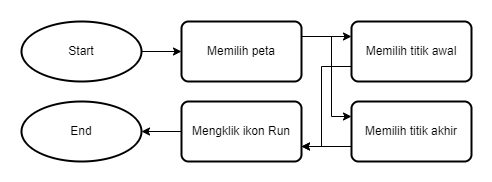 Start
Memilih peta
Memilih titik awal
End
Mengklik ikon Run
Memilih titik akhir